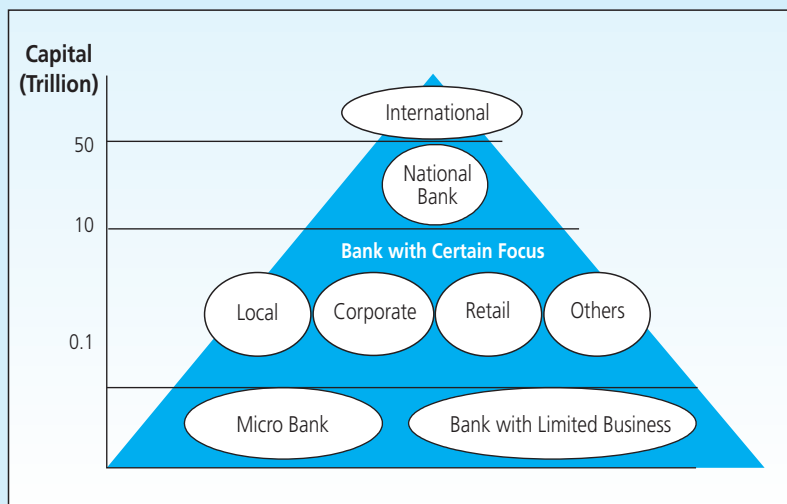 Capital
(Trillion)
International
50
National
Bank
10
Bank with Certain Focus
Local
Corporate
Retail
Others
0.1
Micro Bank
Bank with Limited Business